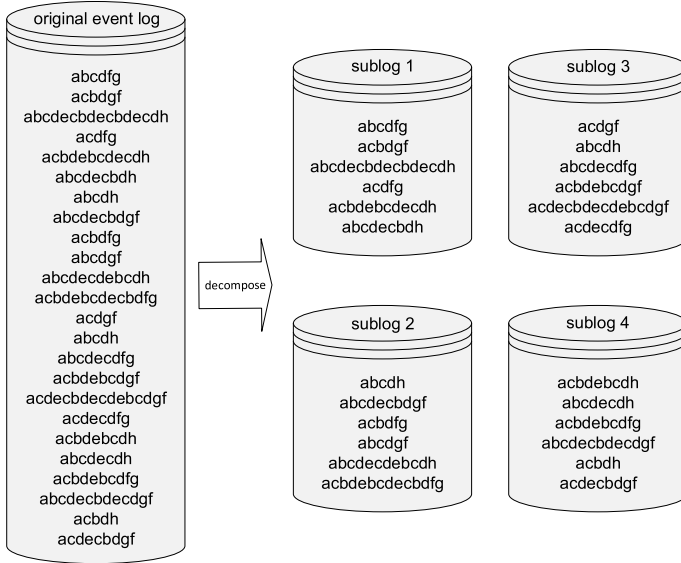 original event log
abcdfg
acbdgf
abcdecbdecbdecdh
acdfg
acbdebcdecdh
abcdecbdh
abcdh
abcdecbdgf
acbdfg
abcdgf
abcdecdebcdh
acbdebcdecbdfg
acdgf
abcdh
abcdecdfg
acbdebcdgf
acdecbdecdebcgdf
acdecdfg
acbdebcdh
abcdecdh
acbdebcdfg
abcdecbdecdgf
acbdh
acdecbdgf
decompose
sublog 1
abcdfg
acbdgf
abcdecbdecbdecdh
acdfg
acbdebcdecdh
abcdecbdh
sublog 3
acdgf
abcdh
abcdecdfg
acbdebcdgf
acdecbdecdebcgdf
acdecdfg
sublog 2
abcdh
abcdecbdgf
acbdfg
abcdgf
abcdecdebcdh
acbdebcdecbdfg
sublog 4
acbdebcdh
abcdecdh
acbdebcdfg
abcdecbdecdgf
acbdh
acdecbdgf